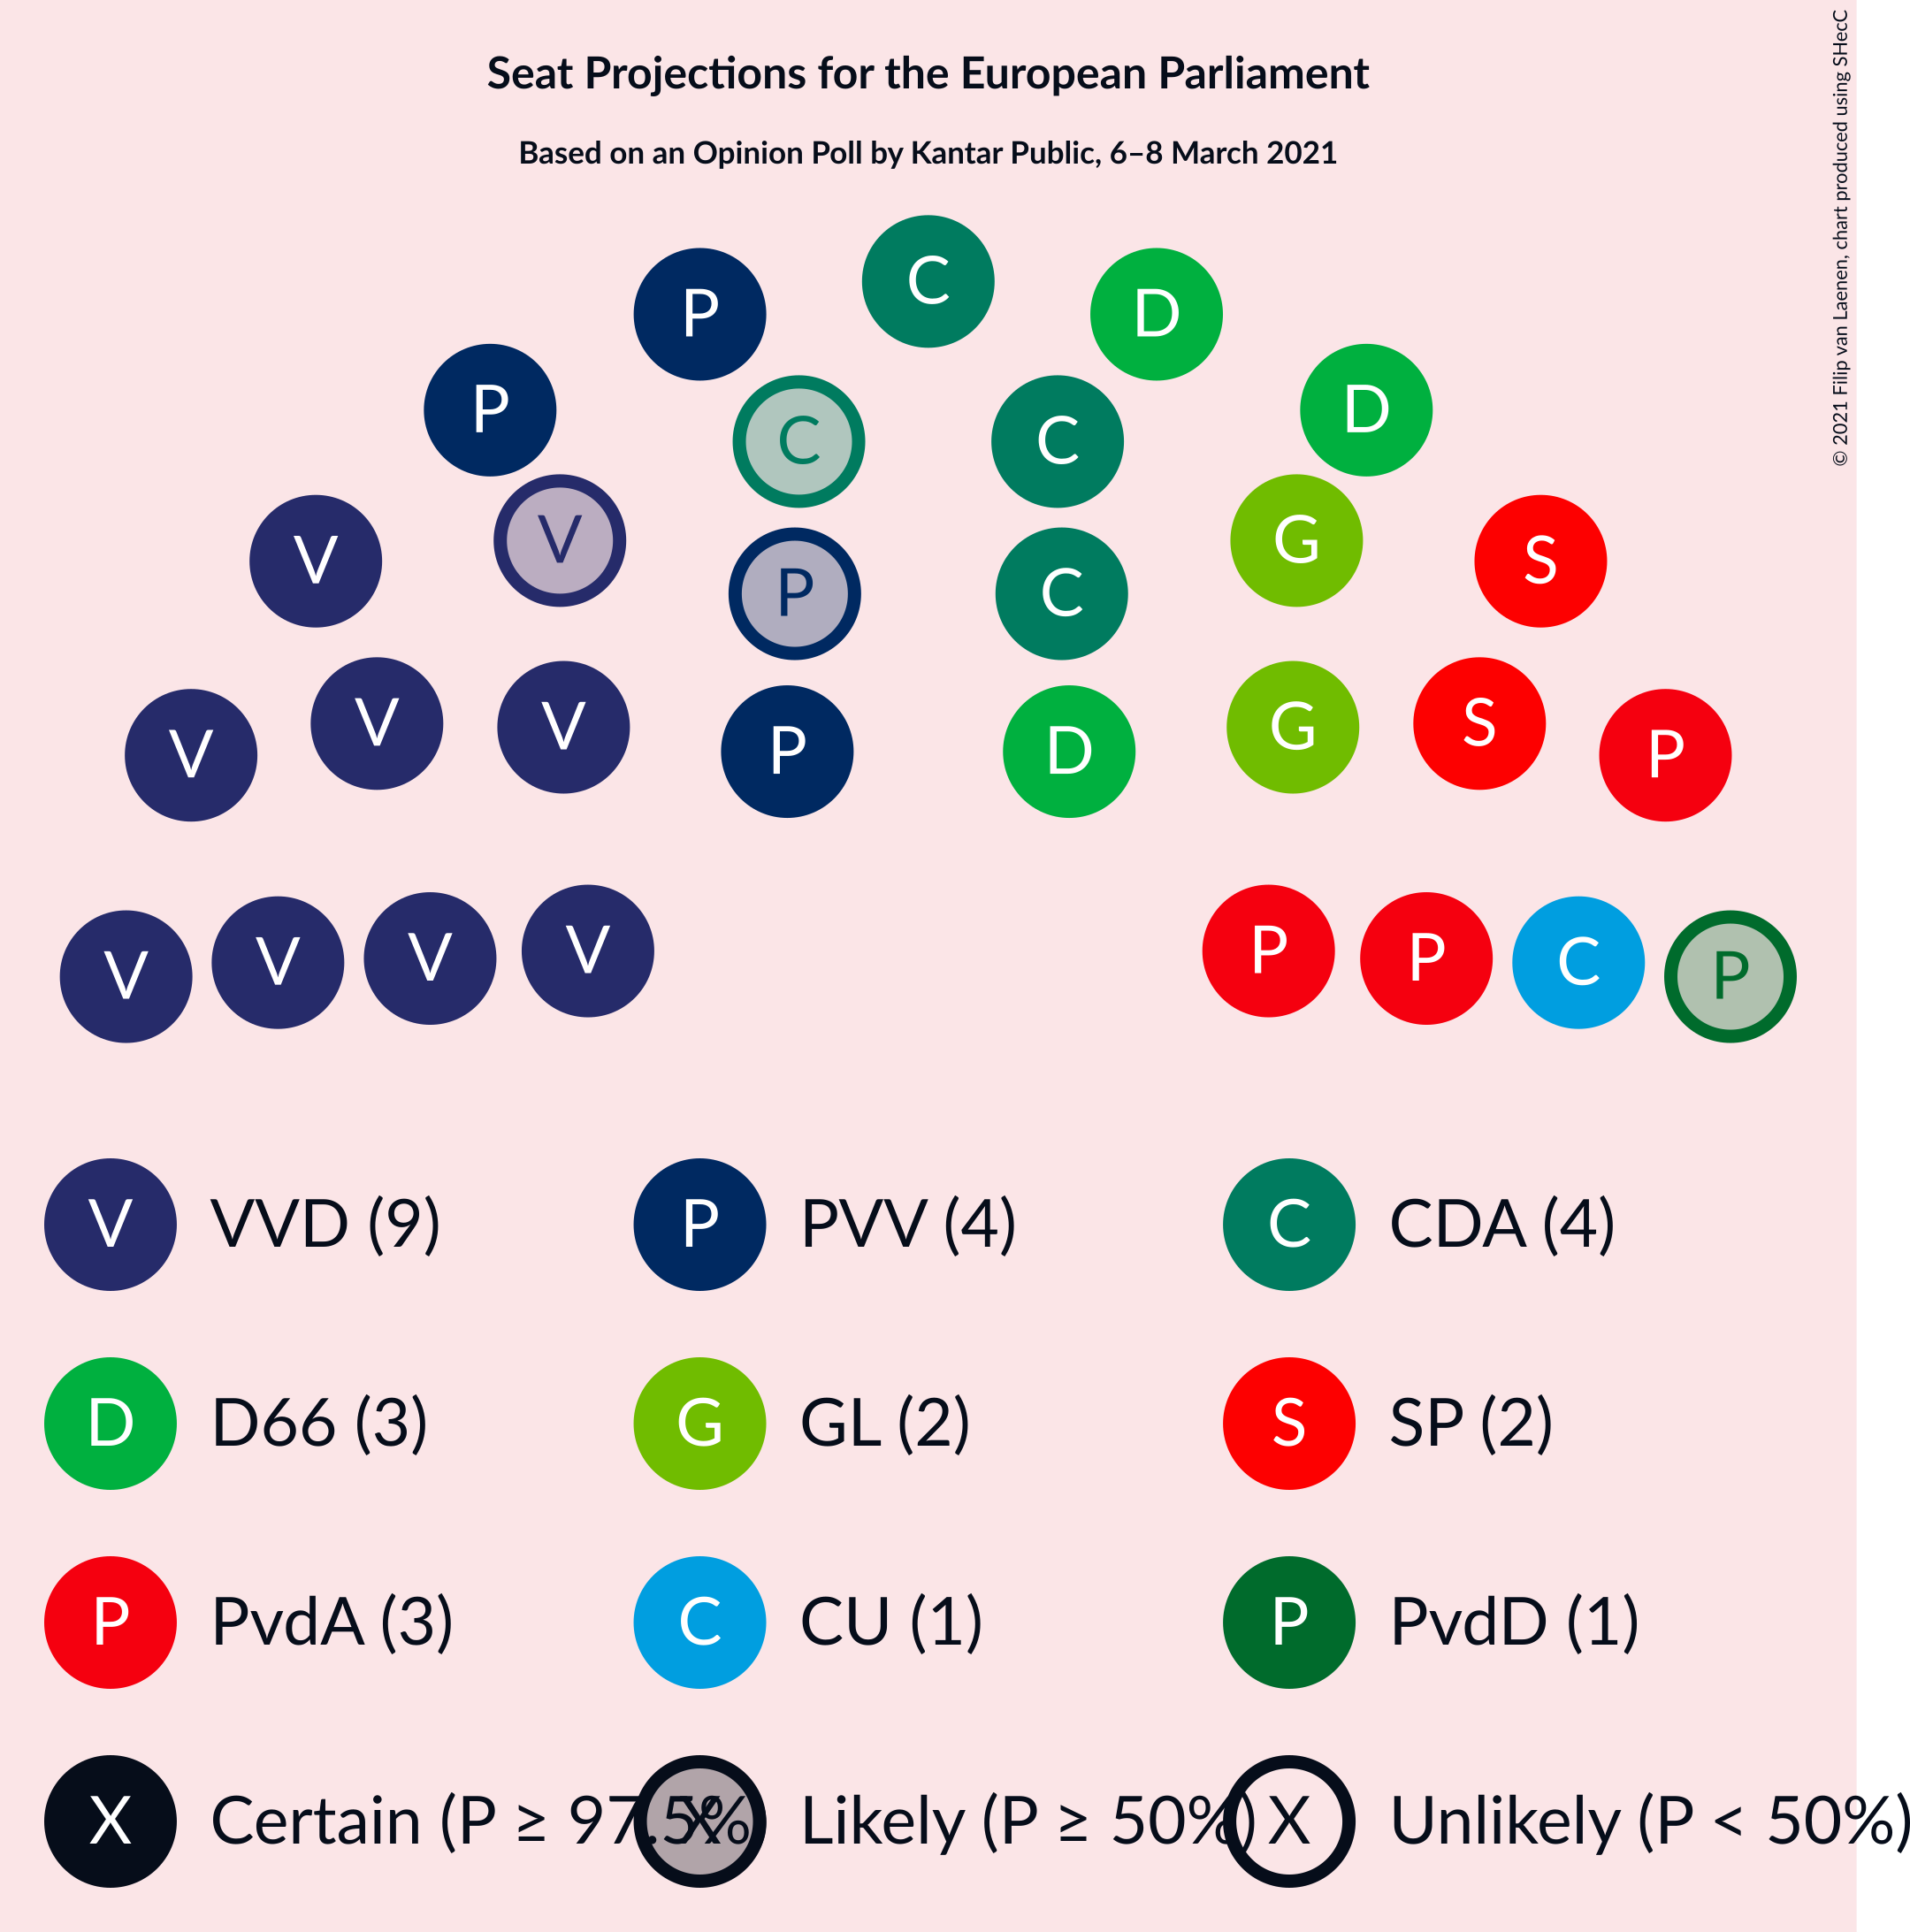 Seat Projections for the European Parliament
Based on an Opinion Poll by Kantar Public, 6–8 March 2021
© 2021 Filip van Laenen, chart produced using SHecC
C
P D
P D
C C
V G
V S
P C
V S
V V G
P D
V P
V P
V P
V C
V P
V VVD (9) P PVV (4) C CDA (4)
D D66 (3) G GL (2) S SP (2)
P PvdA (3) C CU (1) P PvdD (1)
X Certain (P ≥ 97.5% X Likely (P ≥ 50%) X Unlikely (P < 50%)